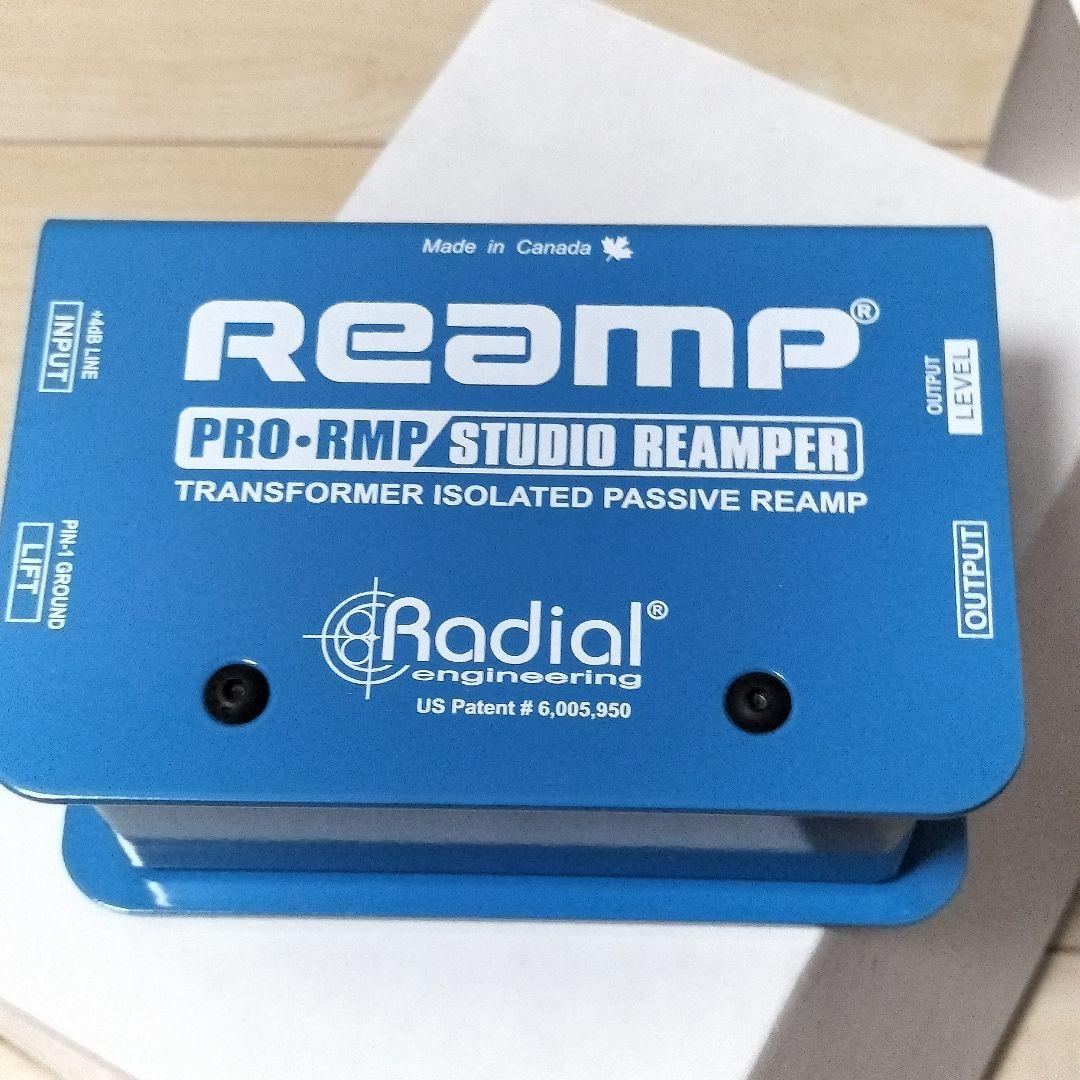 Made in Canada
+4dB LINE
INPUT
REAMP®
OUTPUT
LEVEL
PRO•RMP/STUDIO REAMPER
TRANSFORMER ISOLATED PASSIVE REAMP
PIN-1 GROUND
LIFT
OUTPUT
Radial®
engineering
US Patent # 6,005,950